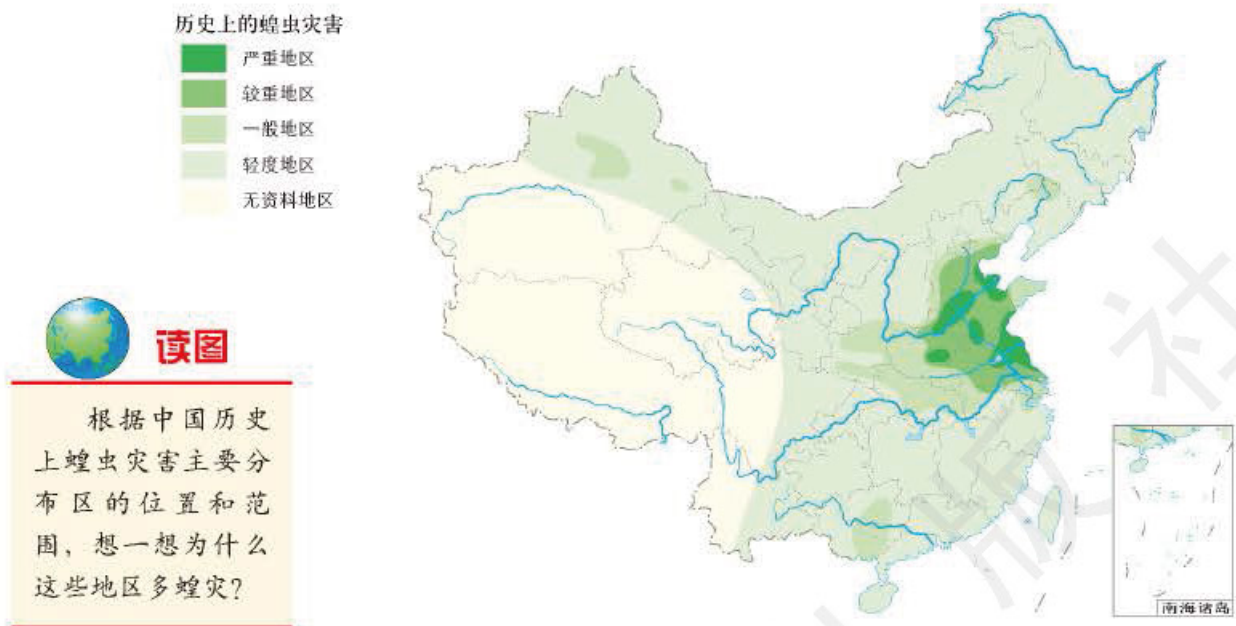 历史上的蝗虫灾害
严重地区
较重地区
一般地区
轻度地区
无资料地区
读图
根据中国历史
上蝗虫灾害主要分
布区的位置和范
围，想一想为什么
这些地区多蝗灾？
南海诸岛
版社